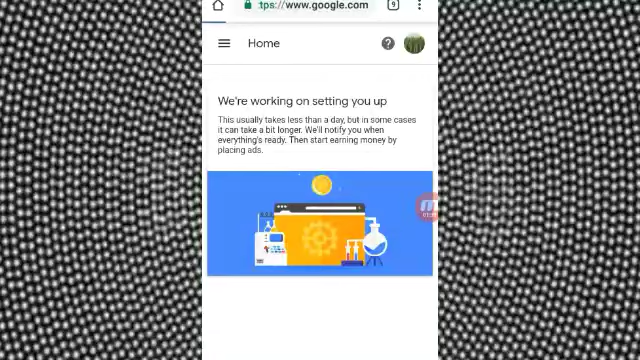 tps://www.google.com
9
Home
We're working on setting you up
This usually takes less than a day, but in some cases
it can take a bit longer. We'll notify you when
everything's ready. Then start earning money by
placing ads.